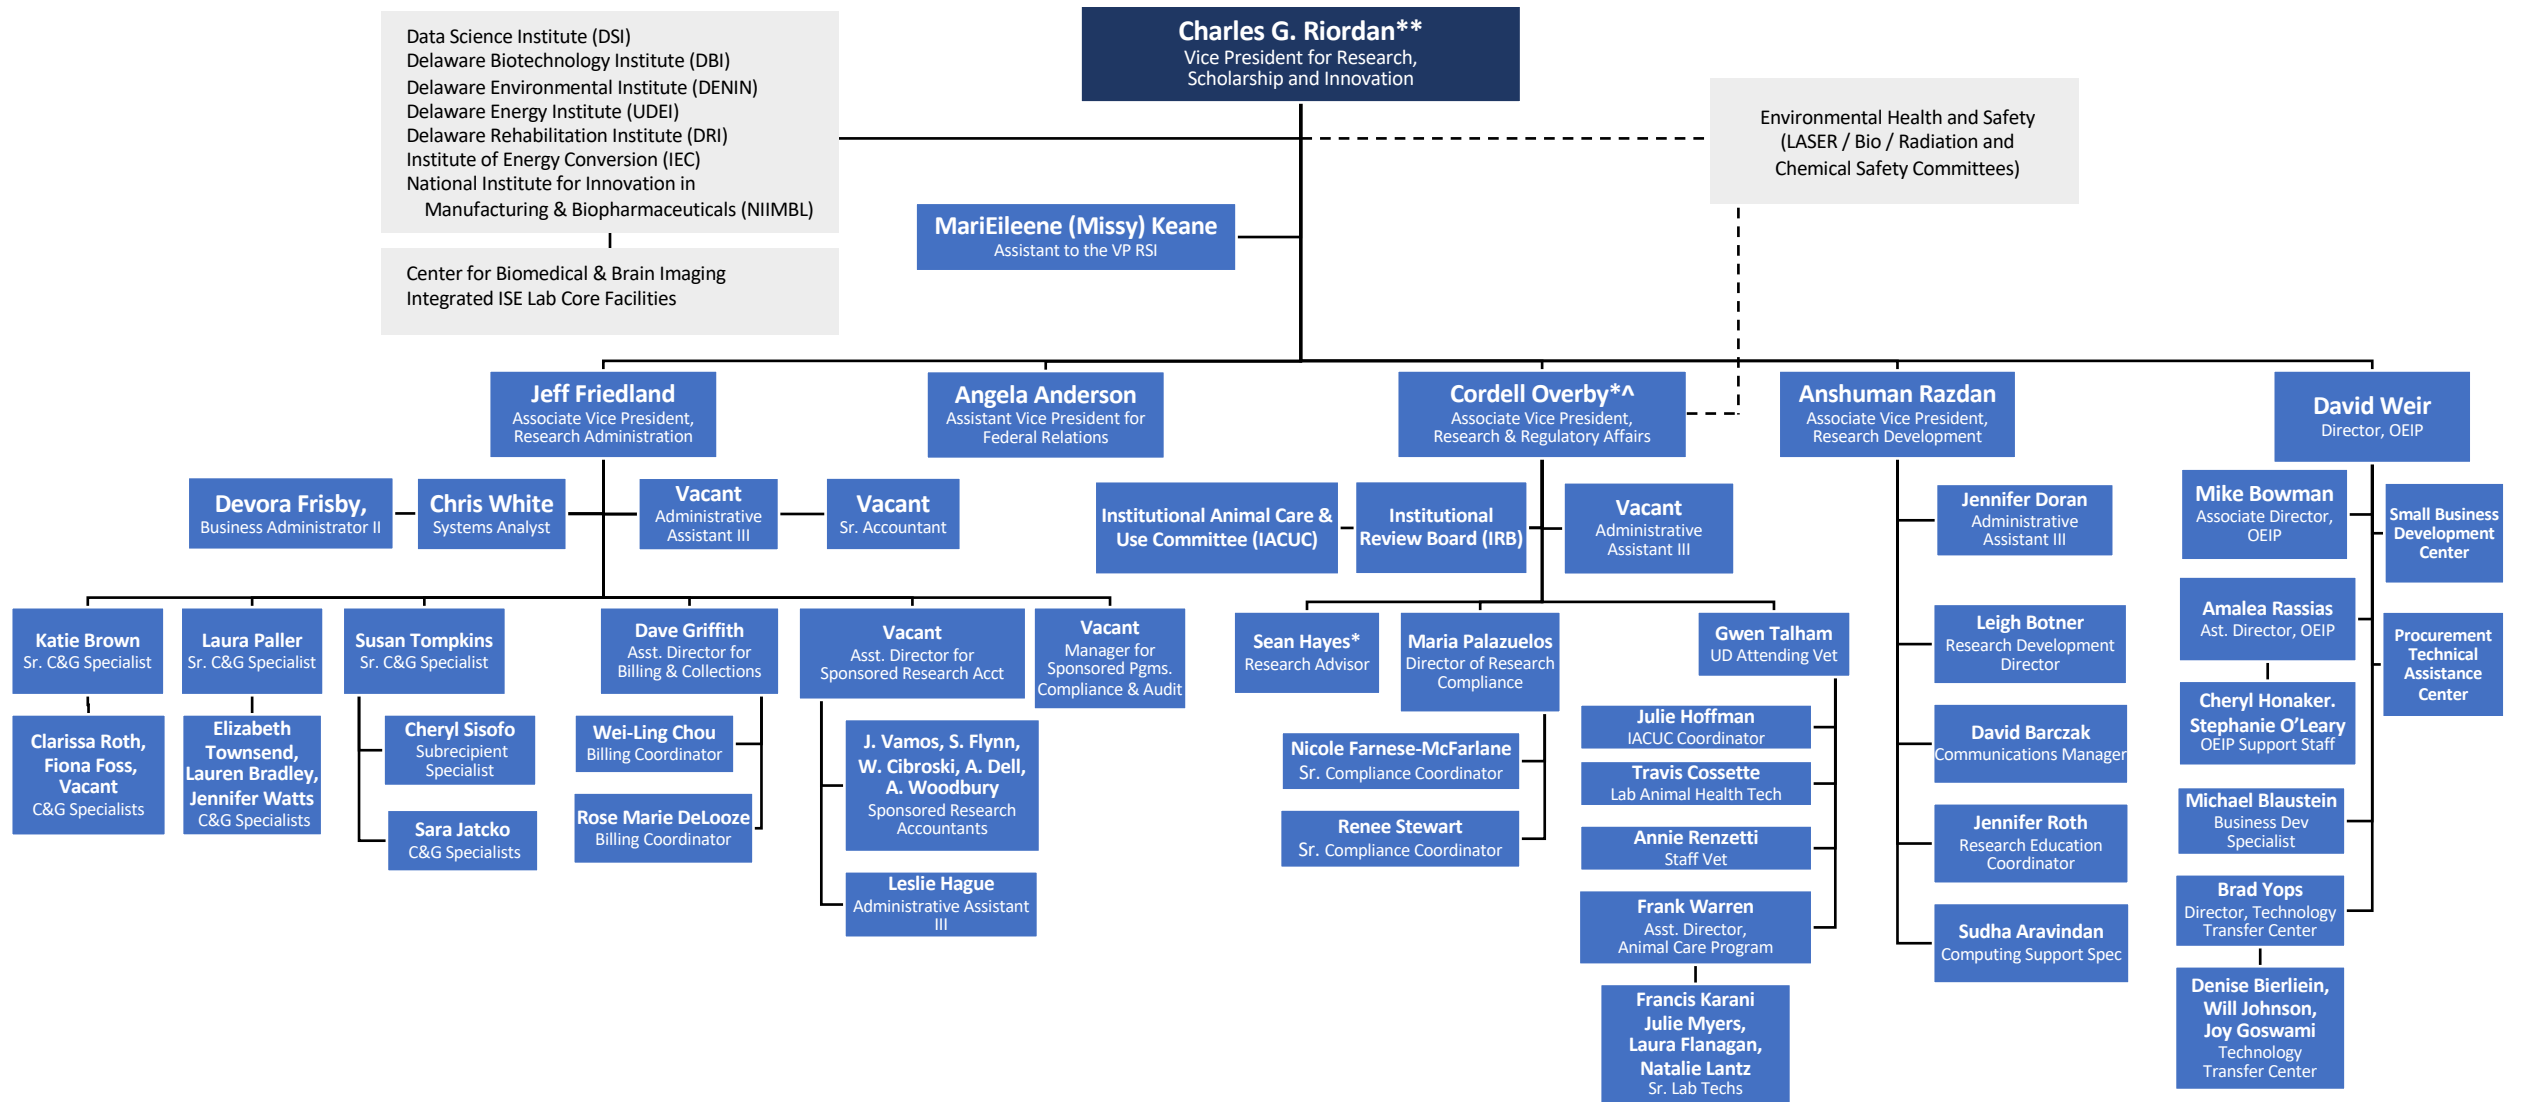 Data Science Institute (DSI)
Delaware Biotechnology Institute (DBI)
Delaware Environmental Institute (DENIN)
Delaware Energy Institute (UDEI)
Delaware Rehabilitation Institute (DRI)
Institute of Energy Conversion (IEC)
National Institute for Innovation in
Manufacturing & Biopharmaceuticals (NIIMBL)
Center for Biomedical & Brain Imaging
Integrated ISE Lab Core Facilities
Charles G. Riordan**
Vice President for Research,
Scholarship and Innovation
Environmental Health and Safety
(LASER / Bio / Radiation and
Chemical Safety Committees)
MariEileene (Missy) Keane
Assistant to the VP RSI
Jeff Friedland
Associate Vice President,
Research Administration
Angela Anderson
Assistant Vice President for
Federal Relations
Cordell Overby*^
Associate Vice President,
Research & Regulatory Affairs
Anshuman Razdan
Associate Vice President,
Research Development
David Weir
Director, OEIP
Devora Frisby,
Business Administrator II
Chris White
Systems Analyst
Vacant
Administrative
Assistant III
Vacant
Sr. Accountant
Institutional Animal Care &
Use Committee (IACUC)
Institutional
Review Board (IRB)
Vacant
Administrative
Assistant III
Jennifer Doran
Administrative
Assistant III
Mike Bowman
Associate Director,
OEIP
Small Business
Development
Center
Katie Brown
Sr. C&G Specialist
Laura Paller
Sr. C&G Specialist
Susan Tompkins
Sr. C&G Specialist
Dave Griffith
Asst. Director for
Billing & Collections
Vacant
Asst. Director for
Sponsored Research Acct
Vacant
Manager for
Sponsored Pgms.
Compliance & Audit
Sean Hayes*
Research Advisor
Maria Palazuelos
Director of Research
Compliance
Gwen Talham
UD Attending Vet
Leigh Botner
Research Development
Director
Amalea Rassias
Ast. Director, OEIP
Procurement
Technical
Assistance
Center
Clarissa Roth,
Fiona Foss,
Vacant
C&G Specialists
Elizabeth
Townsend,
Lauren Bradley,
Jennifer Watts
C&G Specialists
Cheryl Sisofo
Subrecipient
Specialist
Sara Jatcko
C&G Specialists
Wei-Ling Chou
Billing Coordinator
Rose Marie DeLooze
Billing Coordinator
J. Vamos, S. Flynn,
W. Cibroski, A. Dell,
A. Woodbury
Sponsored Research
Accountants
Leslie Hague
Administrative Assistant
III
Nicole Farnese-McFarlane
Sr. Compliance Coordinator
Renee Stewart
Sr. Compliance Coordinator
Julie Hoffman
IACUC Coordinator
Travis Cossette
Lab Animal Health Tech
Annie Renzetti
Staff Vet
Frank Warren
Asst. Director,
Animal Care Program
Francis Karani
Julie Myers,
Laura Flanagan,
Natalie Lantz
Sr. Lab Techs
David Barczak
Communications Manager
Jennifer Roth
Research Education
Coordinator
Sudha Aravindan
Computing Support Spec
Cheryl Honaker.
Stephanie O’Leary
OEIP Support Staff
Michael Blaustein
Business Dev
Specialist
Brad Yops
Director, Technology
Transfer Center
Denise Bierliein,
Will Johnson,
Joy Goswami
Technology
Transfer Center